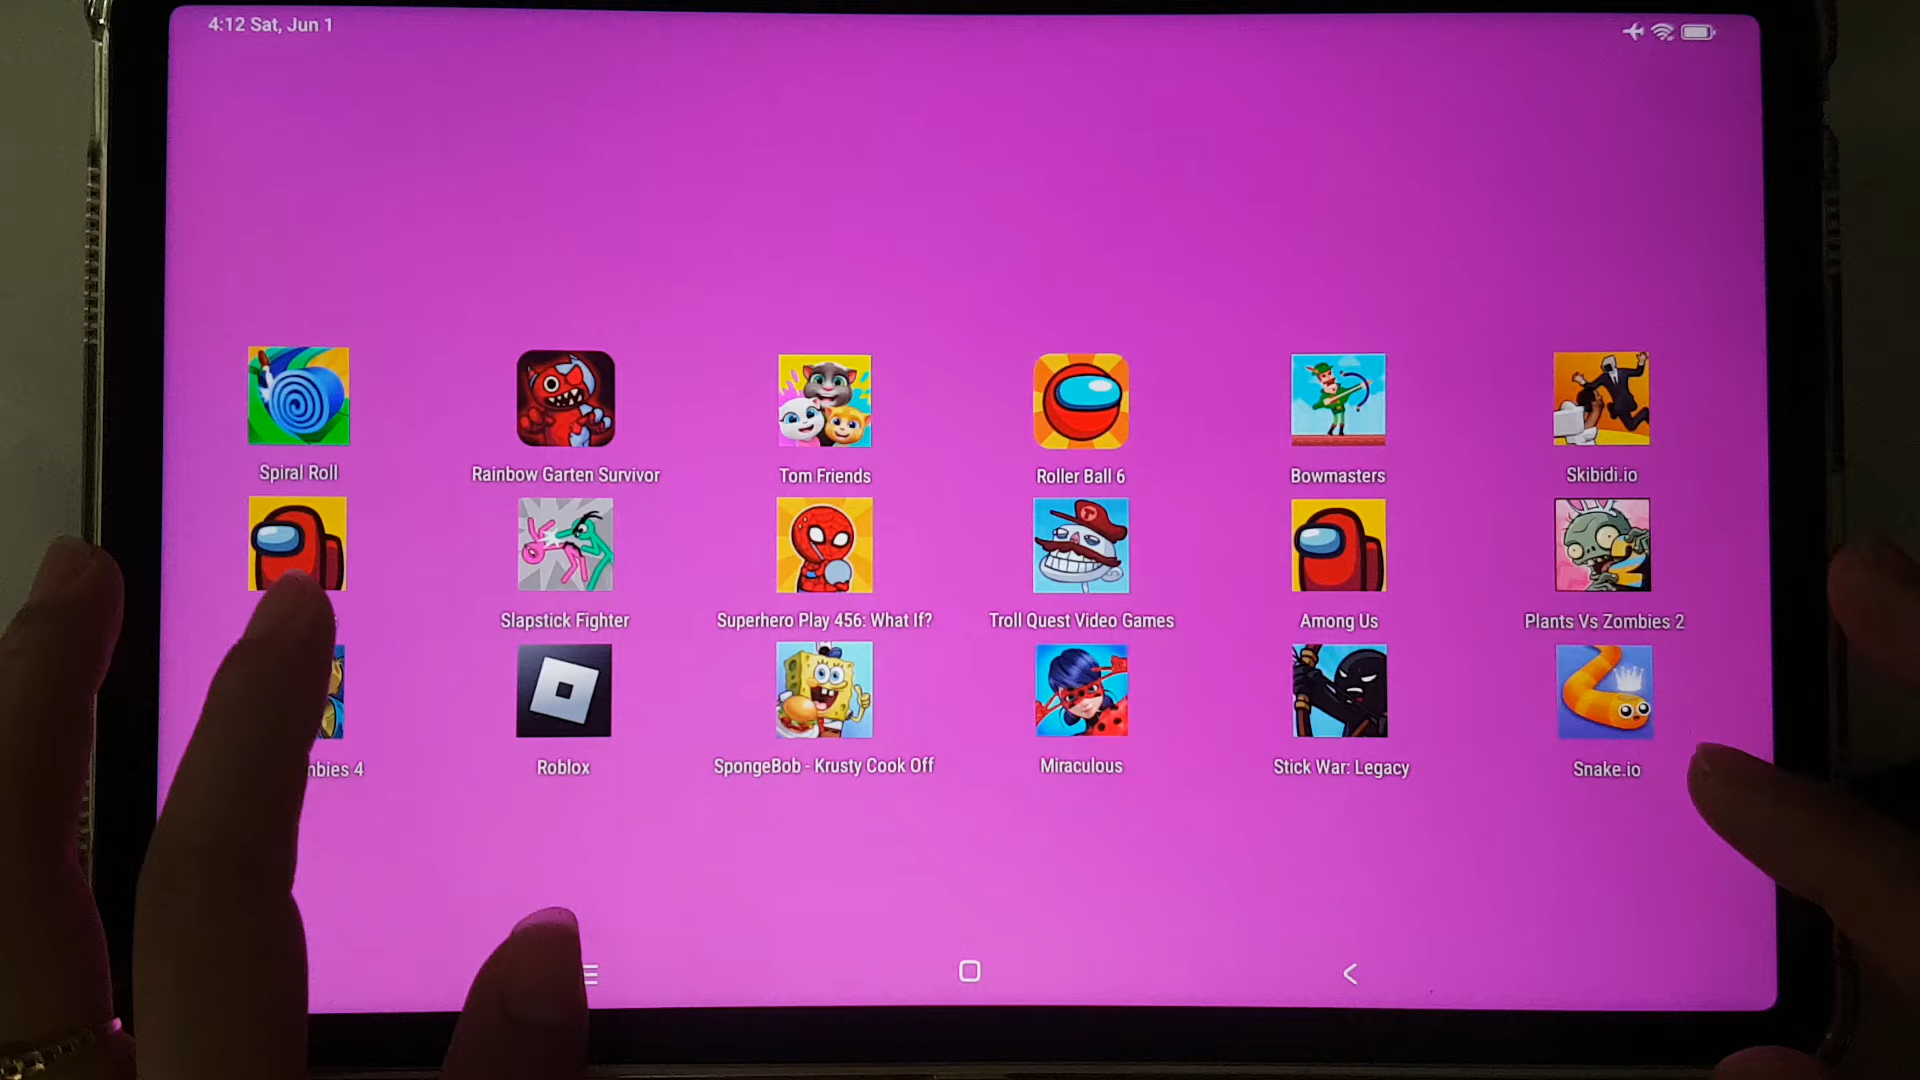 4:12 Sat, Jun 1
Spiral Roll
Rainbow Garten Survivor
Tom Friends
Roller Ball 6
Bowmasters
Skibidi.io
Slapstick Fighter
Superhero Play 456: What If?
Troll Quest Video Games
Among Us
Plants Vs Zombies 2
mbies 4
Roblox
SpongeBob - Krusty Cook Off
Miraculous
Stick War: Legacy
Snake.io